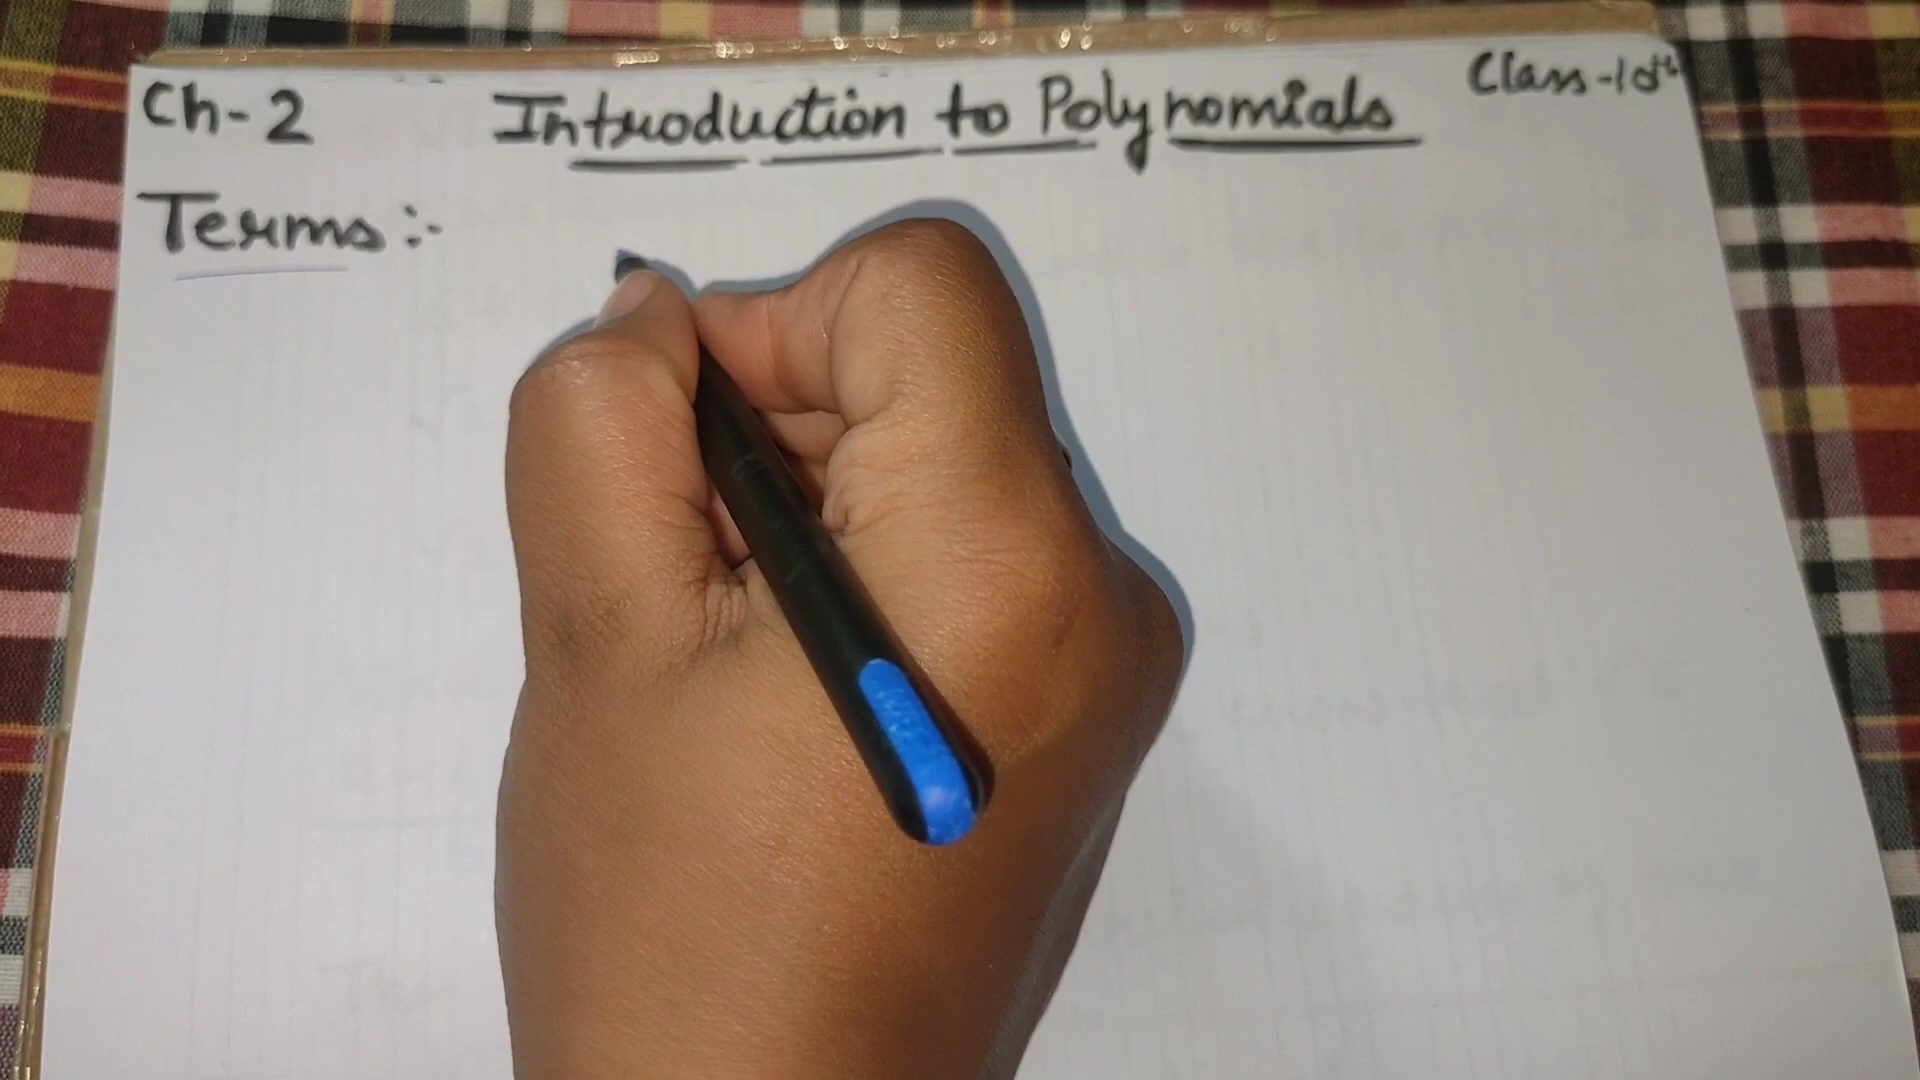 Ch-2 Introduction to Polynomials Class-10th
Terms:-